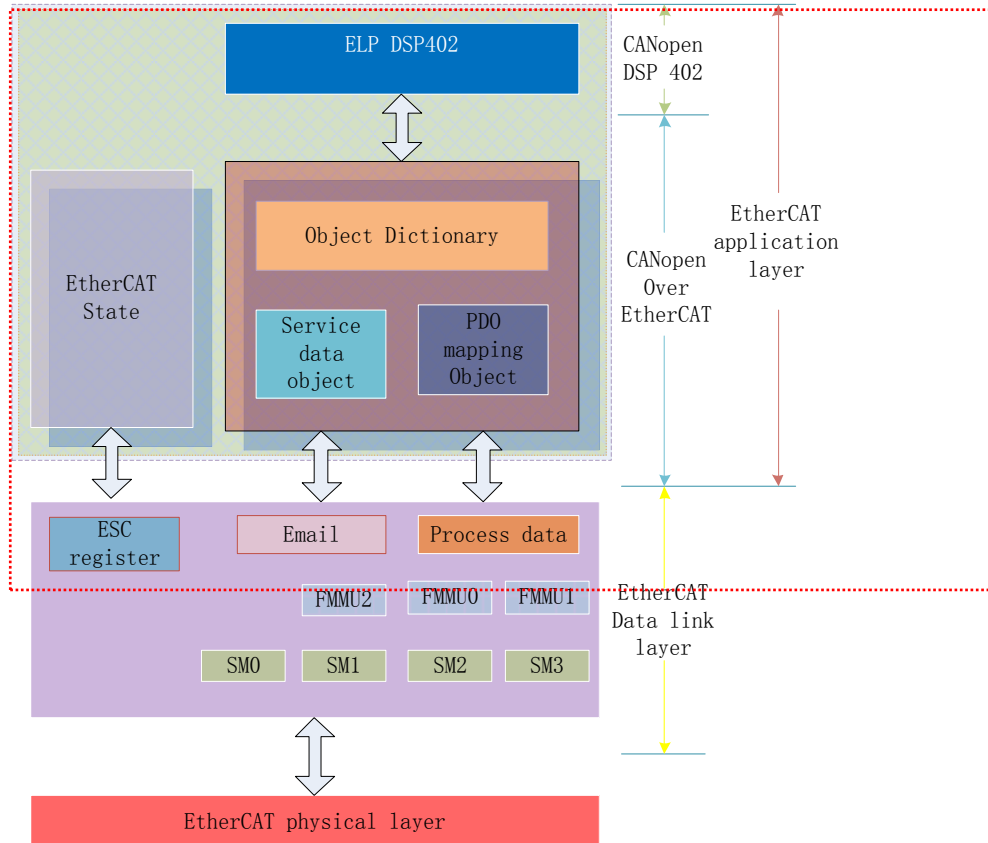 ELP DSP402
CANopen
DSP 402
EtherCAT
application
layer
Object Dictionary
CANopen
Over
EtherCAT
EtherCAT
State
Service
data
object
PDO
mapping
Object
ESC
register
Email
Process data
FMMU2
FMMU0
FMMU1
EtherCAT
Data link
layer
SM0
SM1
SM2
SM3
EtherCAT physical layer